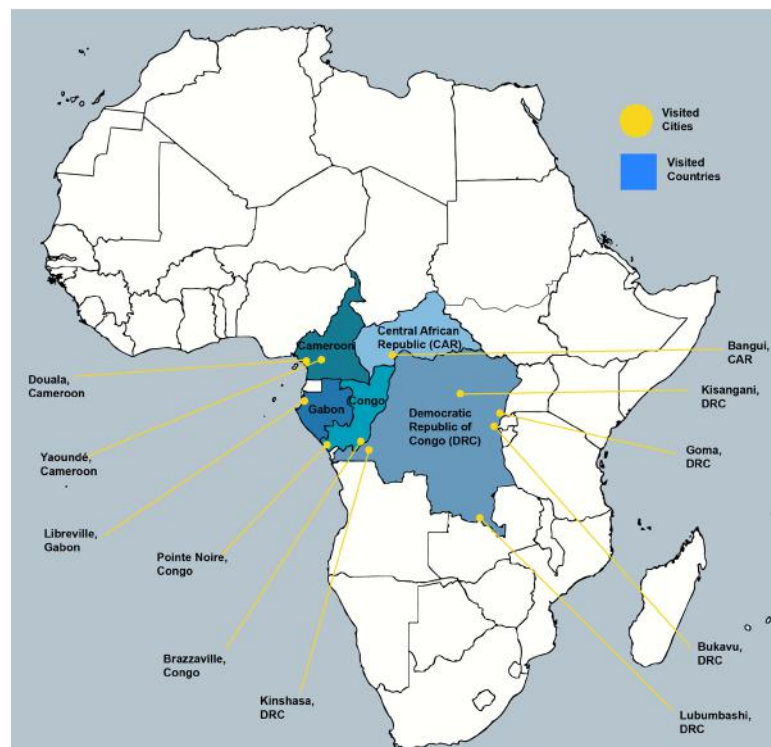 Visited
Cities
Visited
Countries
Central African
Republic (CAR)
Cameroon
Bangui,
CAR
Douala,
Cameroon
Kisangani,
DRC
Gabon
Congo
Democratic
Republic of
Congo (DRC)
Goma,
DRC
Yaoundé,
Cameroon
Libreville,
Gabon
Pointe Noire,
Congo
Brazzaville,
Congo
Kinshasa,
DRC
Bukavu,
DRC
Lubumbashi,
DRC